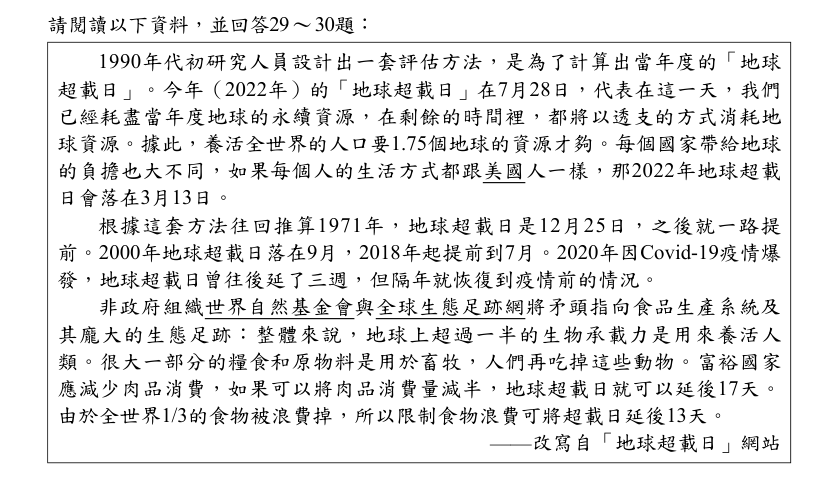 請閱讀以下資料，並回答29～30題：
1990年代初研究人員設計出一套評估方法，是為了計算出當年度的「地球
超載日」。今年（2022年）的「地球超載日」在7月28日，代表在這一天，我們
已經耗盡當年度地球的永續資源，在剩餘的時間裡，都將以透支的方式消耗地
球資源。據此，養活全世界的人口要1.75個地球的資源才夠。每個國家帶給地球
的負擔也大不同，如果每個人的生活方式都跟美國人一樣，那2022年地球超載
日會落在3月13日。
根據這套方法往回推算1971年，地球超載日是12月25日，之後就一路提
前。2000年地球超載日落在9月，2018年起提前到7月。2020年因Covid-19疫情爆
發，地球超載日曾往後延了三週，但隔年就恢復到疫情前的情況。
非政府組織世界自然基金會與全球生態足跡網將矛頭指向食品生產系統及
其龐大的生態足跡：整體來說，地球上超過一半的生物承載力是用來養活人
類。很大一部分的糧食和原物料是用於畜牧，人們再吃掉這些動物。富裕國家
應減少肉品消費，如果可以將肉品消費量減半，地球超載日就可以延後17天。
由於全世界1/3的食物被浪費掉，所以限制食物浪費可將超載日延後13天。
——改寫自「地球超載日」網站